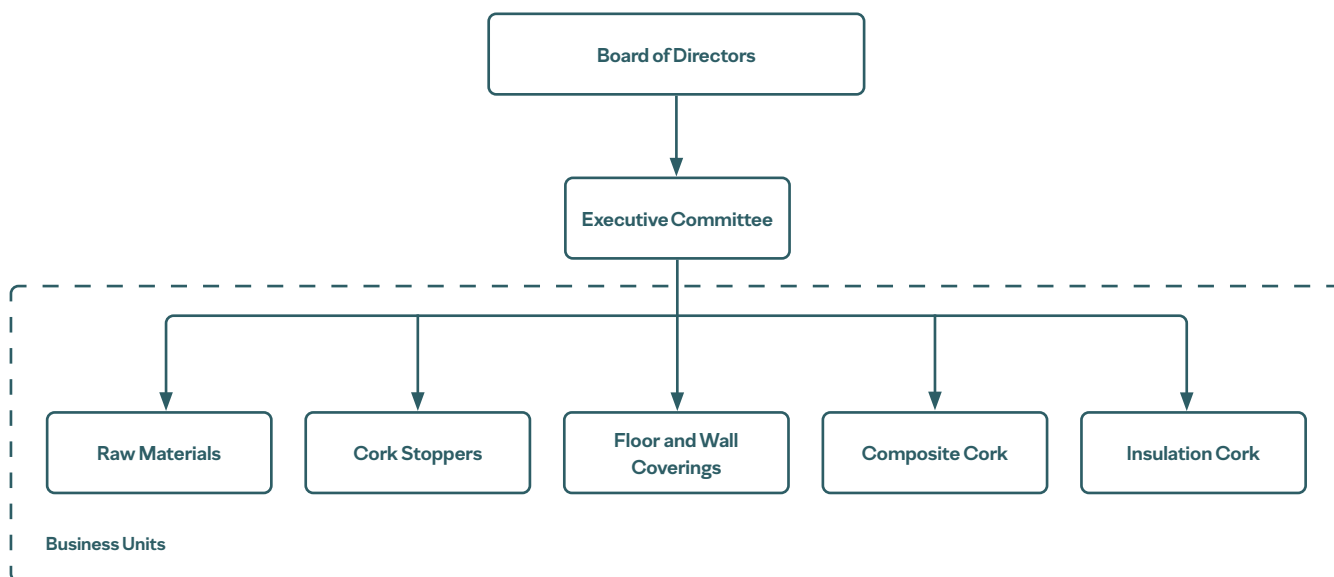 Board of Directors
Executive Committee
Raw Materials
Cork Stoppers
Floor and Wall
Coverings
Composite Cork
Insulation Cork
Business Units